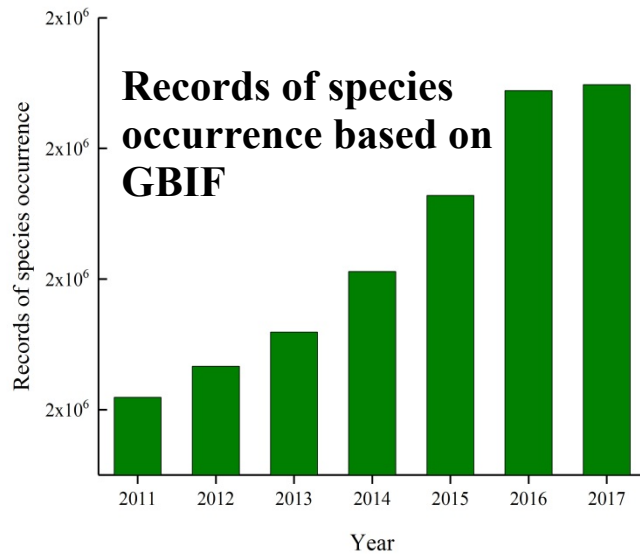 2x10⁶
Records of species
occurrence based on
GBIF
2x10⁶
2x10⁶
2x10⁶
Records of species occurrence
2011 2012 2013 2014 2015 2016 2017
Year